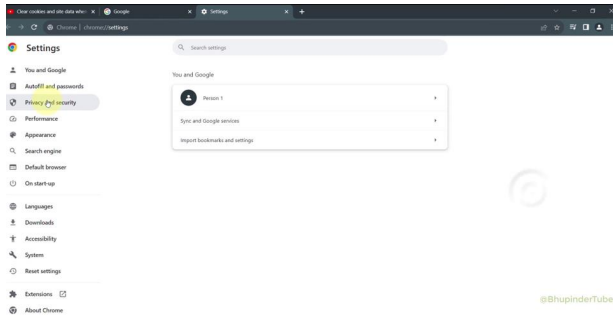 Clear cookies and site data when
Google
Settings
Chrome | chrome://settings
Settings
Search settings
You and Google
Autofill and passwords
Privacy and security
Performance
Appearance
Search engine
Default browser
On start-up
Languages
Downloads
Accessibility
System
Reset settings
Extensions
About Chrome
You and Google
Person 1
Sync and Google services
Import bookmarks and settings
@BhupinderTube